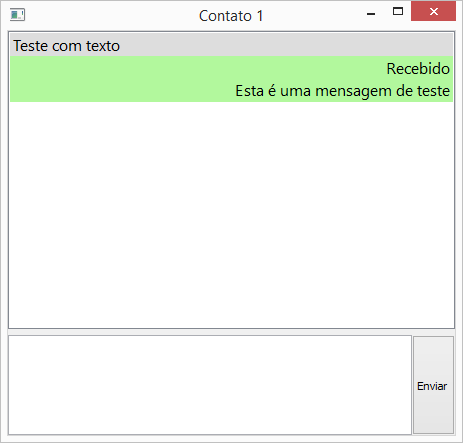 Contato 1
Teste com texto
Recebido
Esta é uma mensagem de teste
Enviar